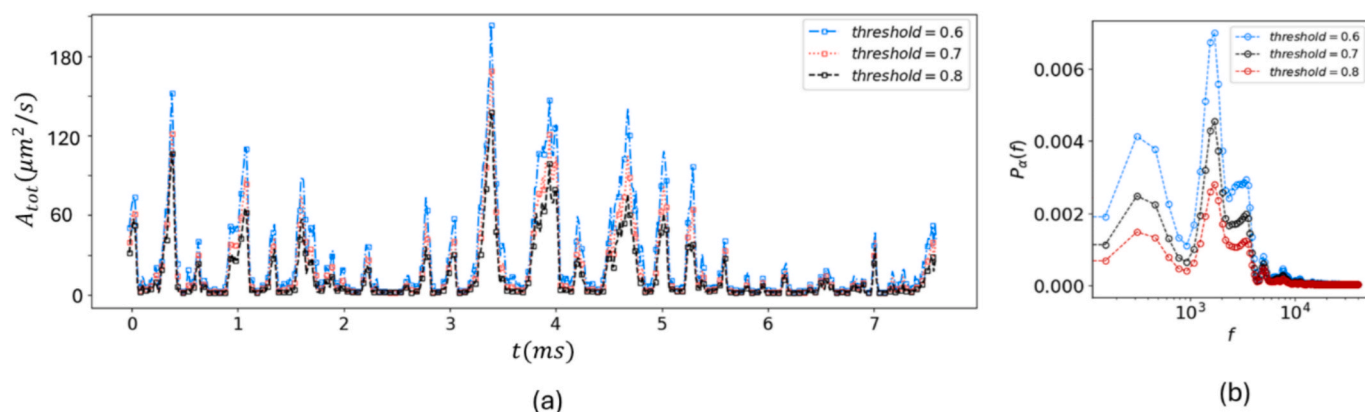 180
120
60
0
A_tot(μm²/s)
threshold = 0.6
threshold = 0.7
threshold = 0.8
0 1 2 3 4 5 6 7
t(ms)
(a)
0.006
0.004
0.002
0.000
P_α(f)
threshold = 0.6
threshold = 0.7
threshold = 0.8
10³ 10⁴
f
(b)